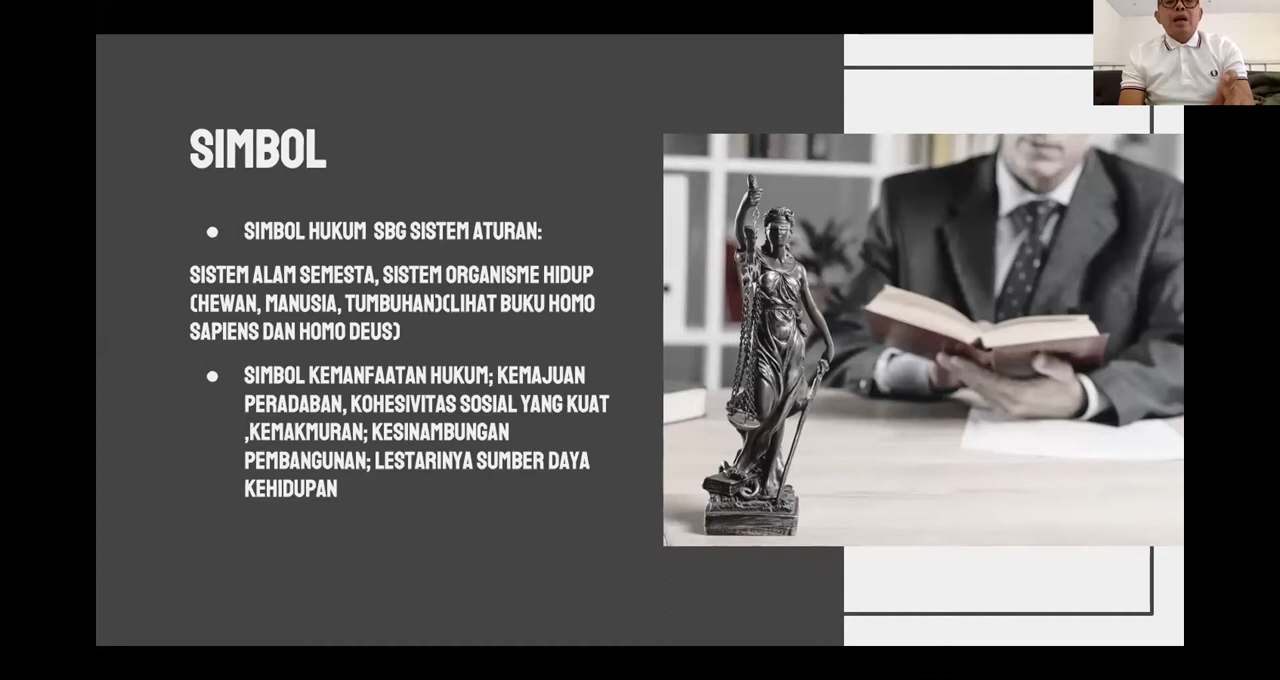 SIMBOL
● SIMBOL HUKUM SBG SISTEM ATURAN:
SISTEM ALAM SEMESTA, SISTEM ORGANISME HIDUP
(HEWAN, MANUSIA, TUMBUHAN)(LIHAT BUKU HOMO
SAPIENS DAN HOMO DEUS)
● SIMBOL KEMANFAATAN HUKUM; KEMAJUAN
PERADABAN, KOHESIVITAS SOSIAL YANG KUAT
,KEMAKMURAN; KESINAMBUNGAN
PEMBANGUNAN; LESTARINYA SUMBER DAYA
KEHIDUPAN